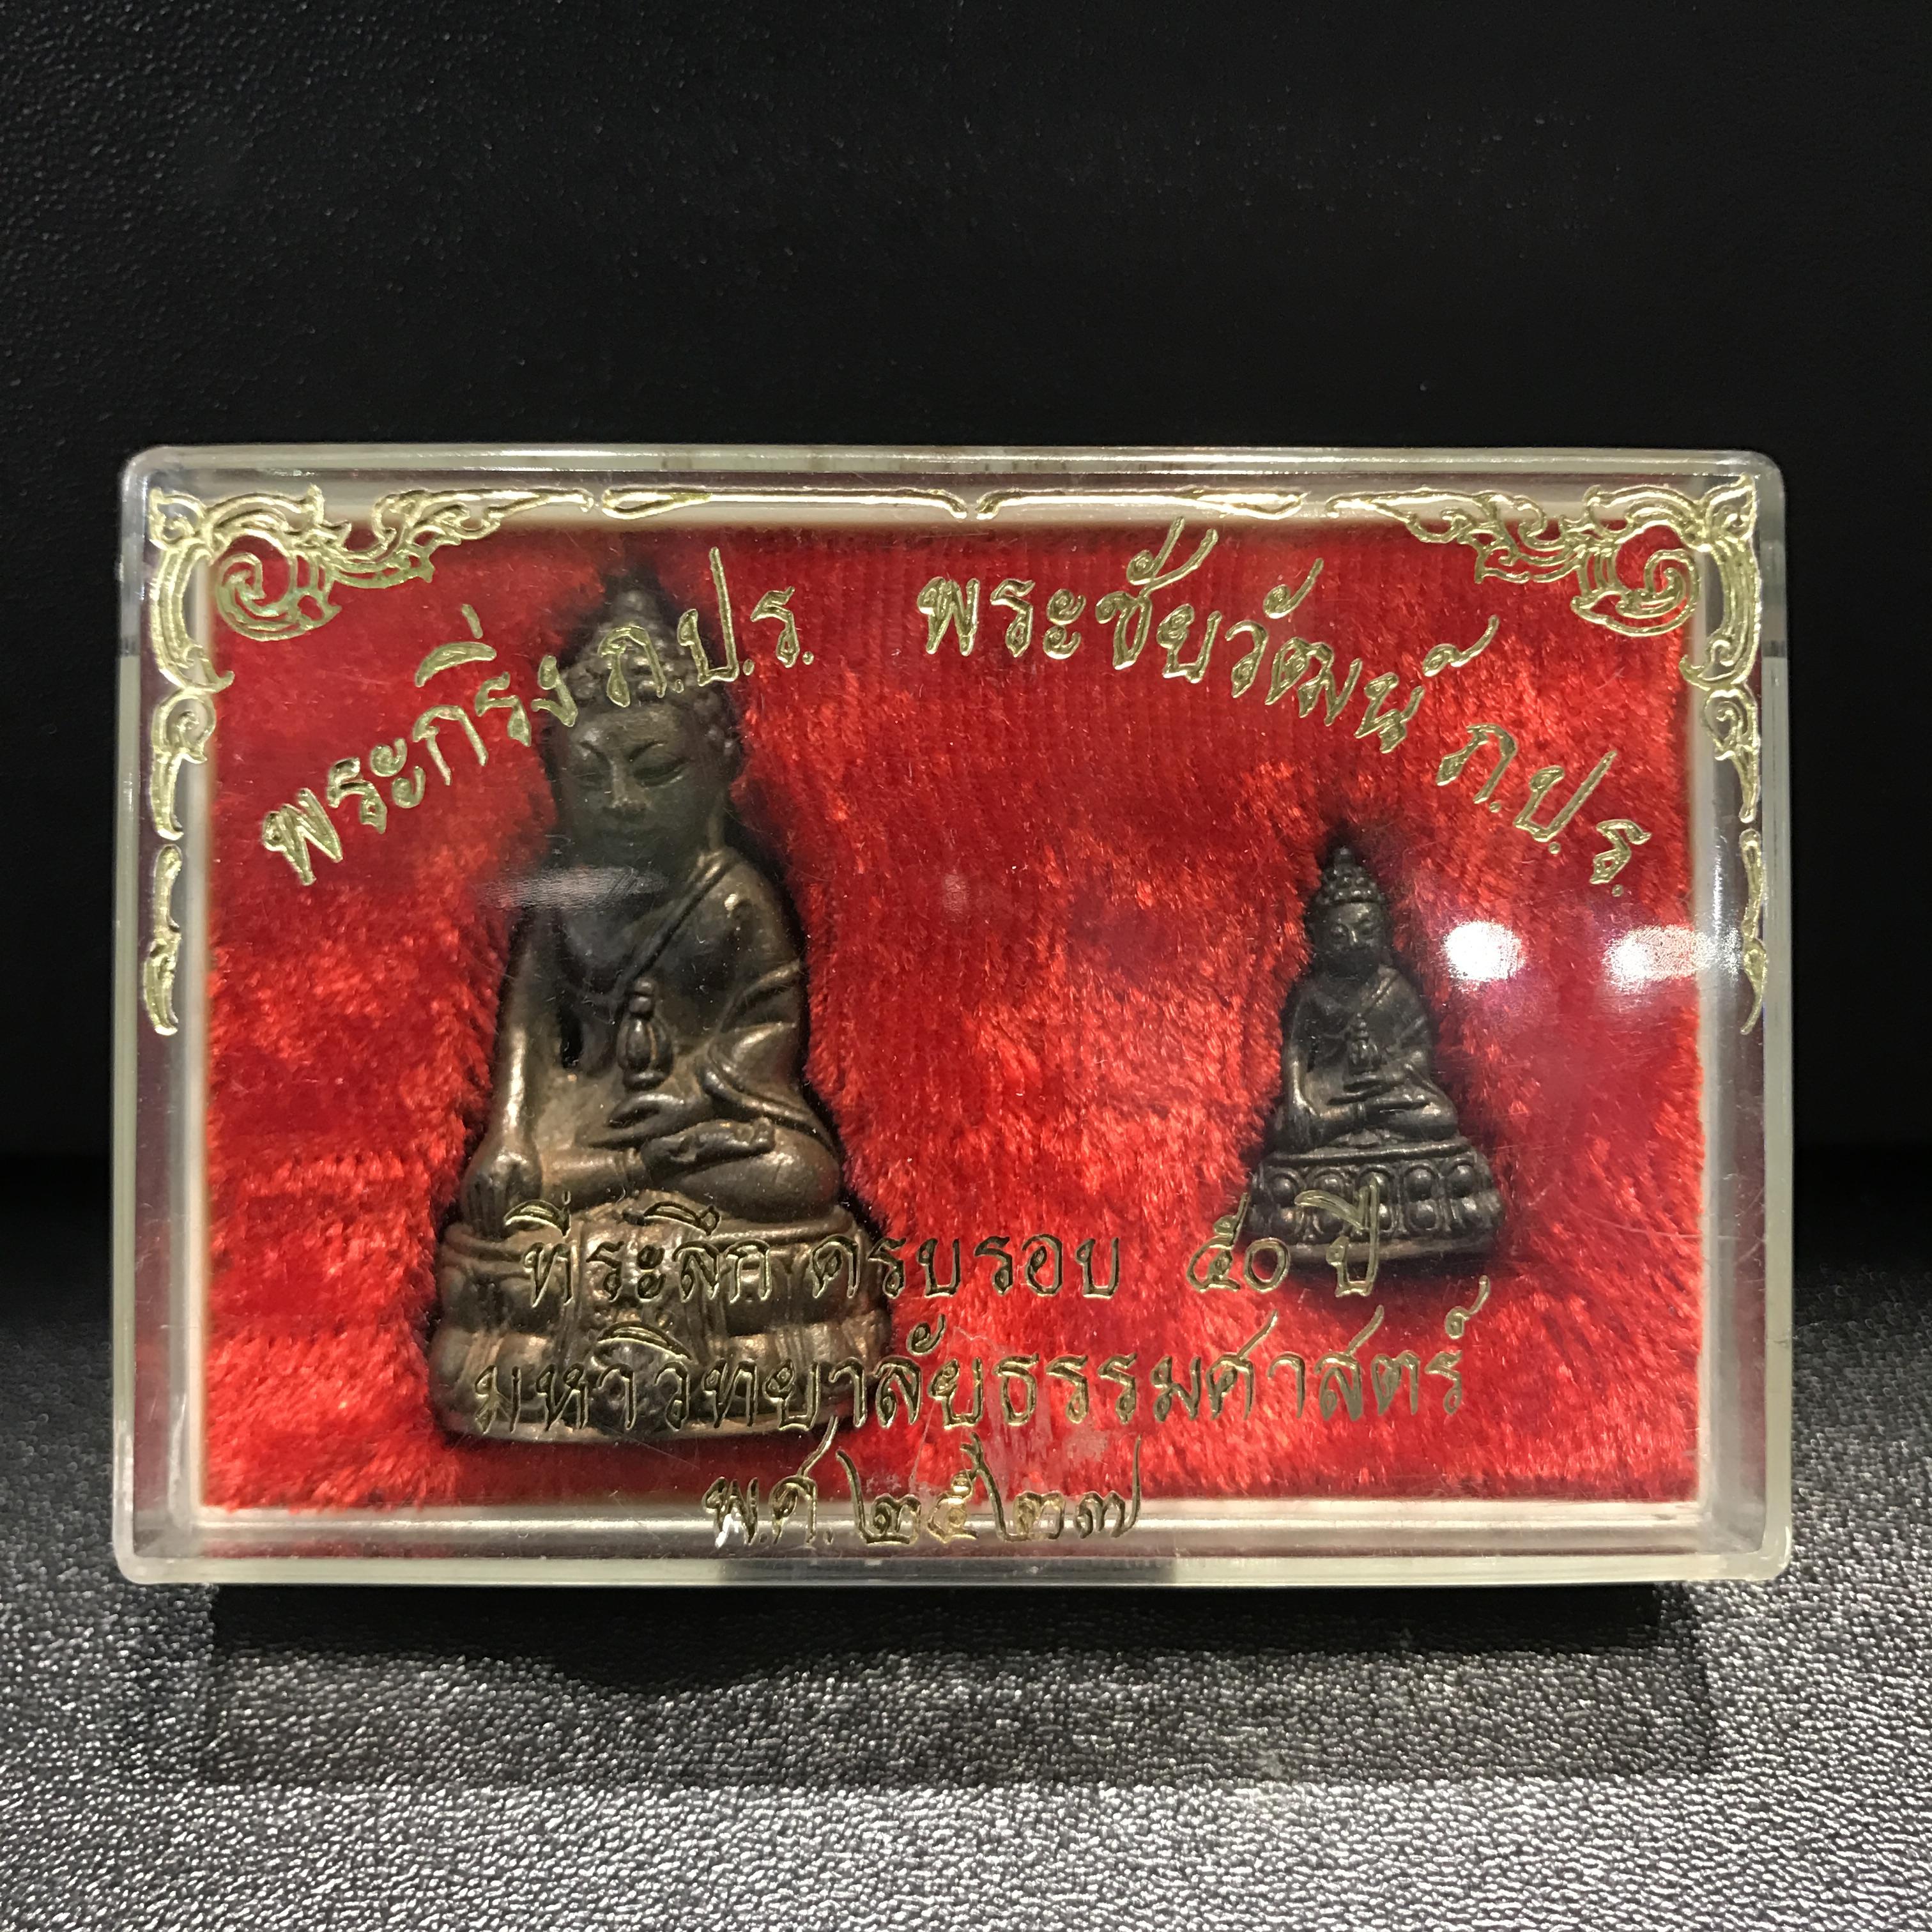 พระกริ่ง ภ.ป.ร. พระชัยวัฒน์ ภ.ป.ร.
ที่ระลึก ครบรอบ ๕๐ ปี
มหาวิทยาลัยธรรมศาสตร์
พ.ศ. ๒๕๒๗